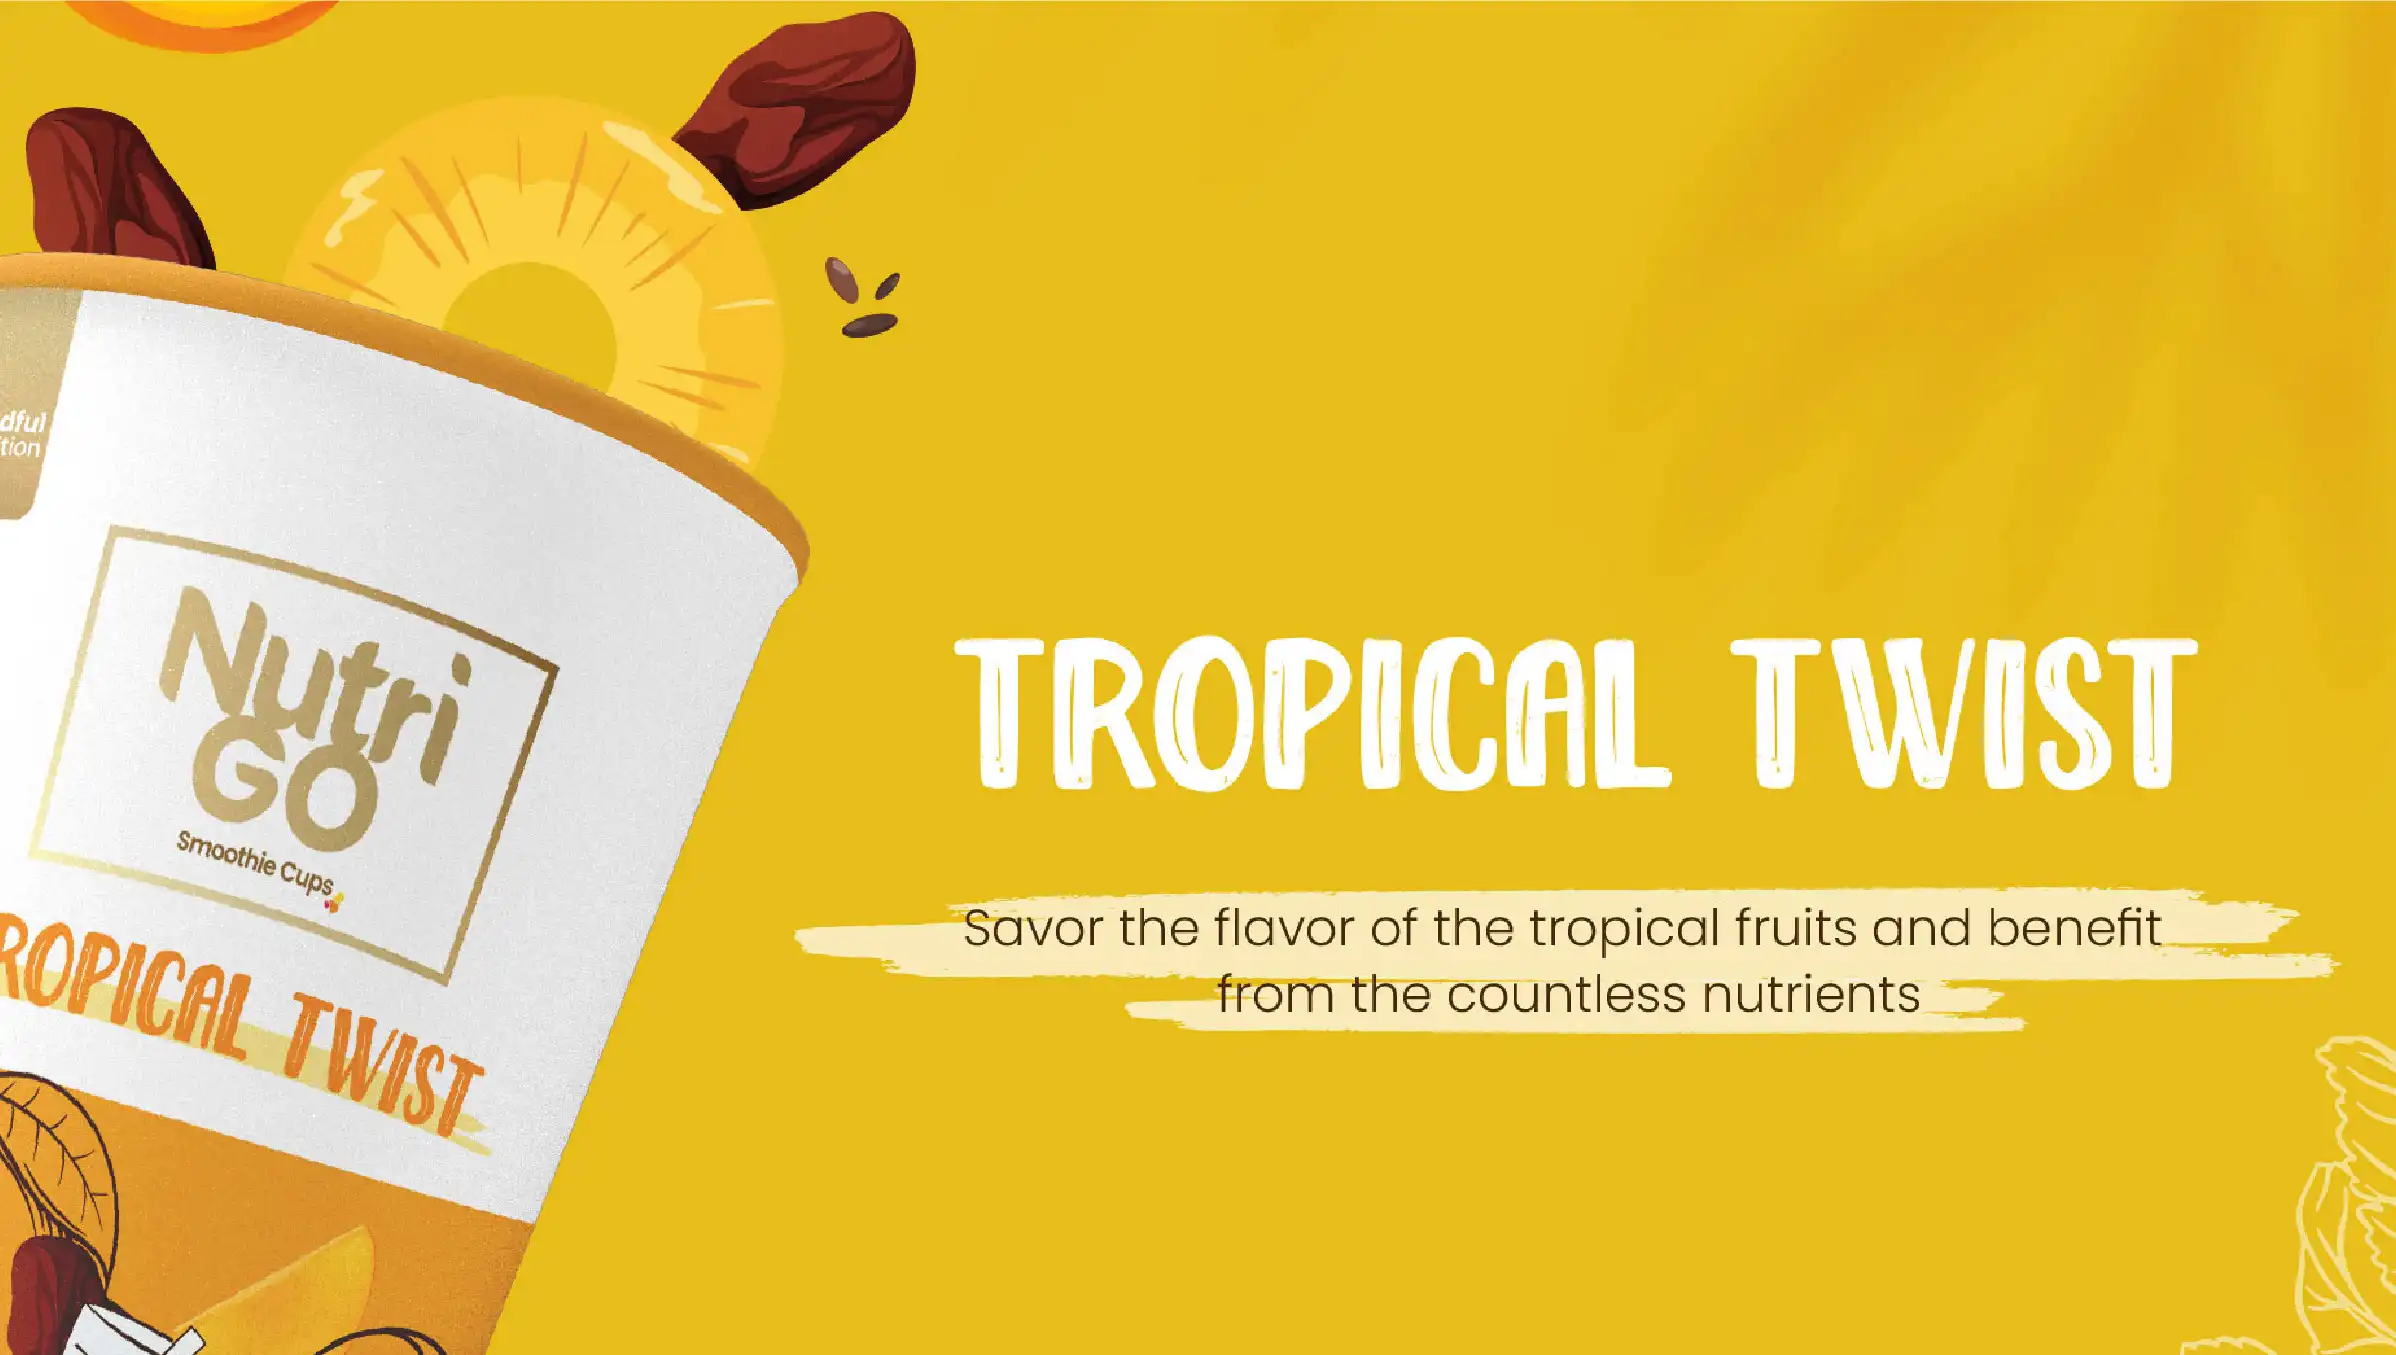 dful
tion
Nutri
GO
Smoothie Cups
ROPICAL TWIST
TROPICAL TWIST
Savor the flavor of the tropical fruits and benefit
from the countless nutrients